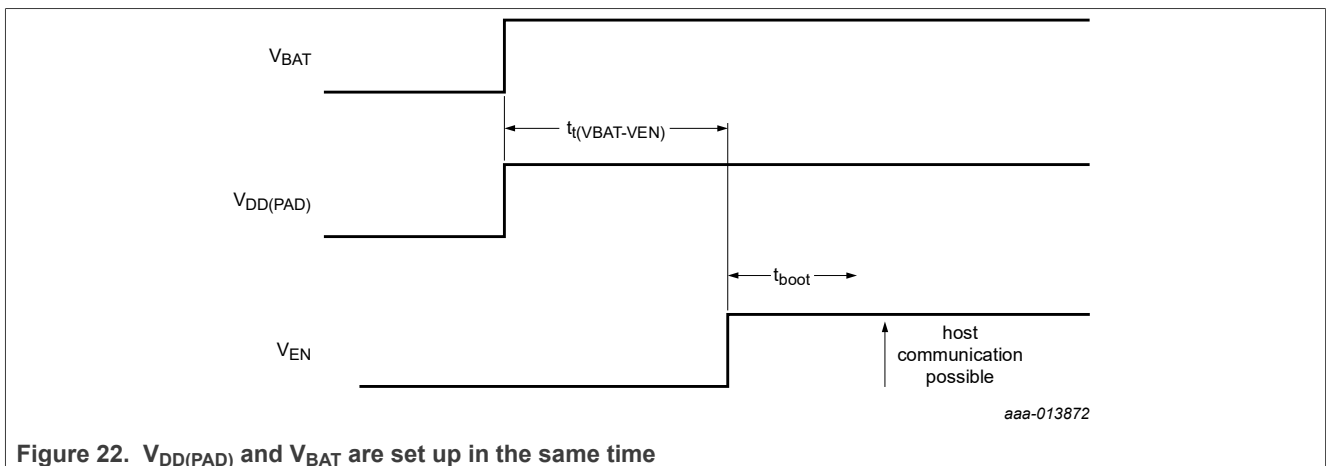 VBAT
tt(VBAT-VEN)
VDD(PAD)
tboot
VEN
host
communication
possible
aaa-013872
Figure 22. VDD(PAD) and VBAT are set up in the same time